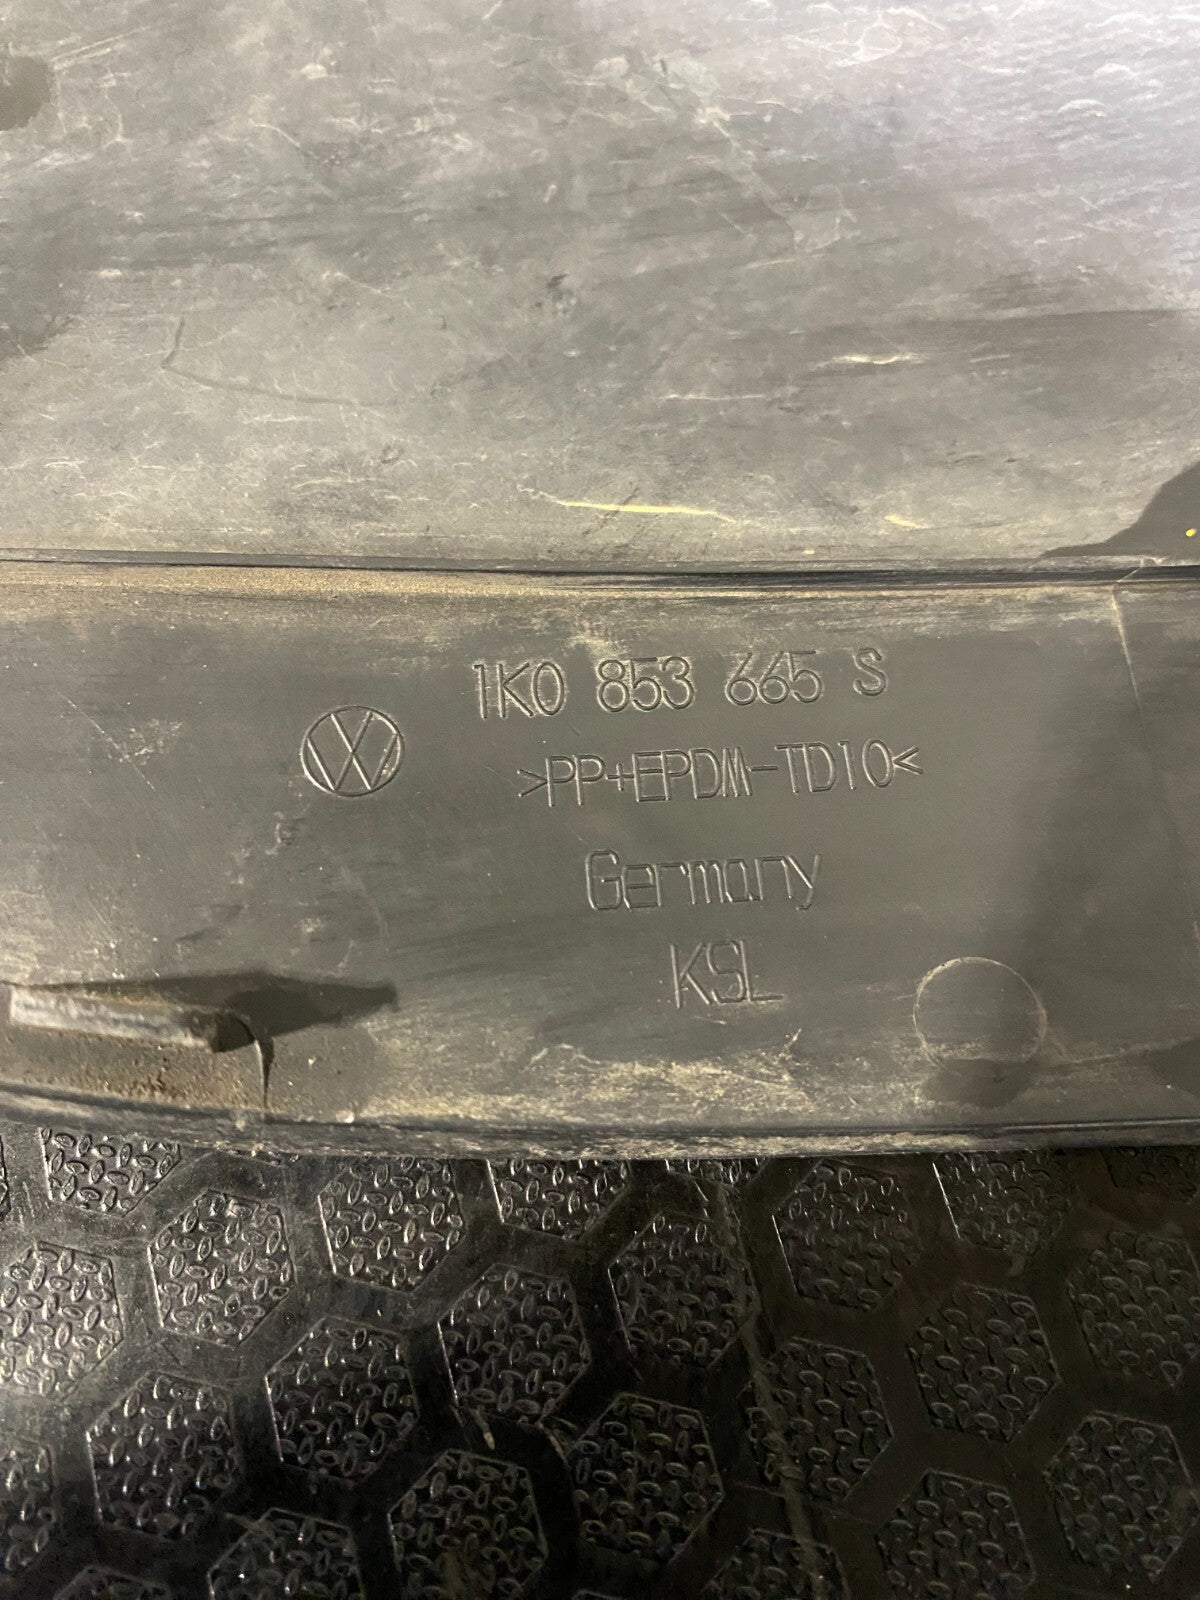 1K0 853 665 S
>PP+EPDM-TD10<
Germany
KSL